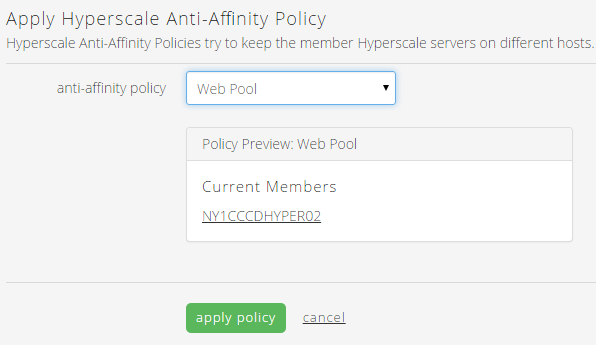 Apply Hyperscale Anti-Affinity Policy
Hyperscale Anti-Affinity Policies try to keep the member Hyperscale servers on different hosts.
anti-affinity policy
Web Pool
Policy Preview: Web Pool
Current Members
NY1CCCDHYPER02
apply policy cancel